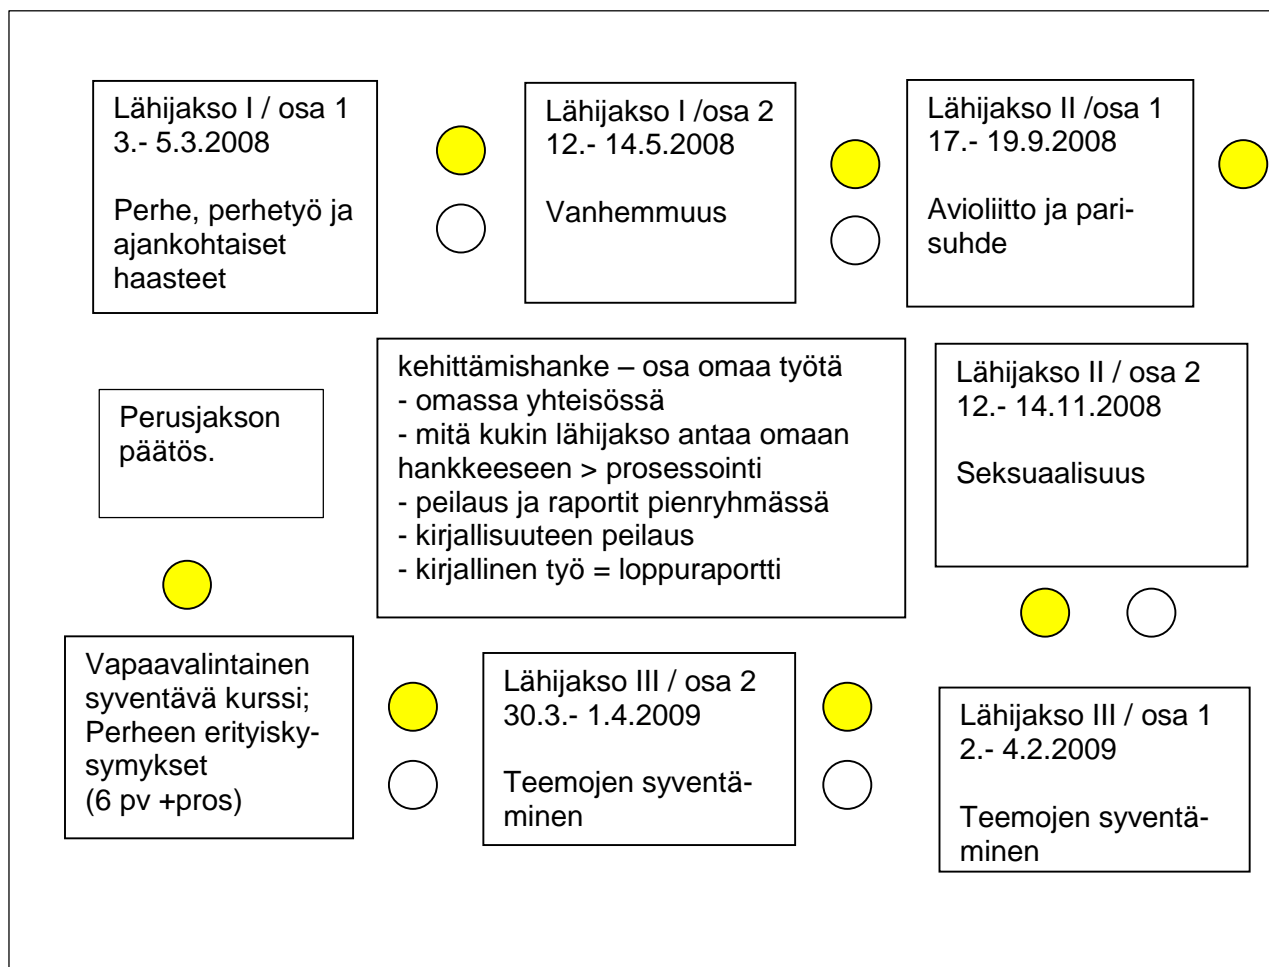 Lähijakso I / osa 1
3.- 5.3.2008
Perhe, perhetyö ja
ajankohtaiset
haasteet
Lähijakso I /osa 2
12.- 14.5.2008
Vanhemmuus
Lähijakso II /osa 1
17.- 19.9.2008
Avioliitto ja pari-
suhde
Perusjakson
päätös.
kehittämishanke – osa omaa työtä
- omassa yhteisössä
- mitä kukin lähijakso antaa omaan
hankkeeseen > prosessointi
- peilaus ja raportit pienryhmässä
- kirjallisuuteen peilaus
- kirjallinen työ = loppuraportti
Lähijakso II / osa 2
12.- 14.11.2008
Seksuaalisuus
Vapaavalintainen
syventävä kurssi;
Perheen erityisky-
symykset
(6 pv +pros)
Lähijakso III / osa 2
30.3.- 1.4.2009
Teemojen syventä-
minen
Lähijakso III / osa 1
2.- 4.2.2009
Teemojen syventä-
minen